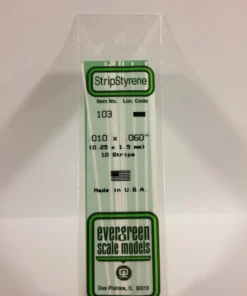 StripStyrene
Item No. Loc. Code
103
.010 x .060"
(0.25 x 1.5 mm)
10 Strips
Made in U.S.A.
evergreen
scale models
Des Plaines, IL 60018